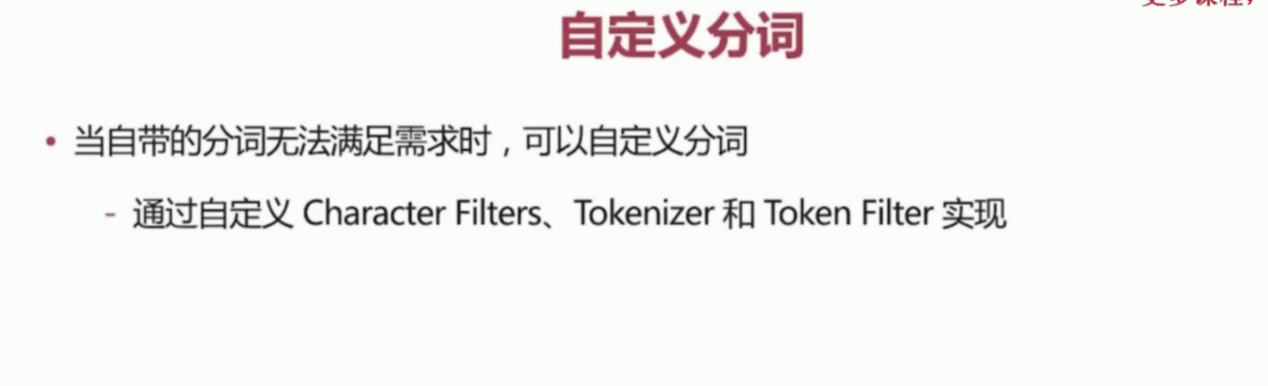 自定义分词
• 当自带的分词无法满足需求时，可以自定义分词
- 通过自定义 Character Filters、Tokenizer 和 Token Filter 实现